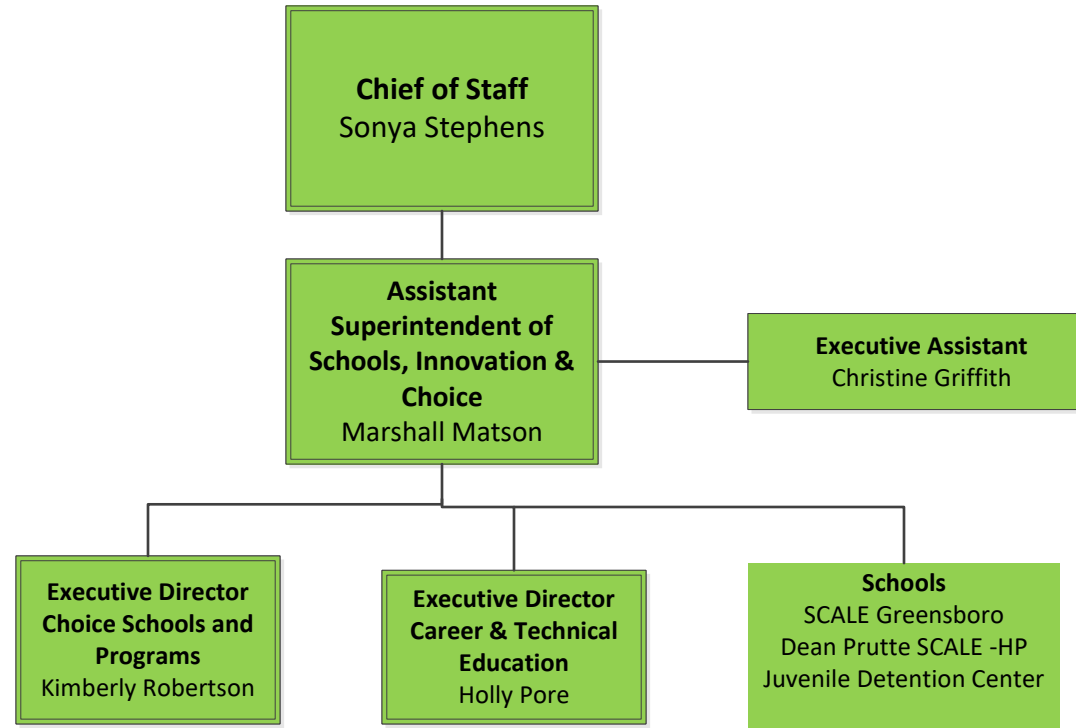 Chief of Staff
Sonya Stephens
Assistant
Superintendent of
Schools, Innovation &
Choice
Marshall Matson
Executive Assistant
Christine Griffith
Executive Director
Choice Schools and
Programs
Kimberly Robertson
Executive Director
Career & Technical
Education
Holly Pore
Schools
SCALE Greensboro
Dean Prutte SCALE -HP
Juvenile Detention Center